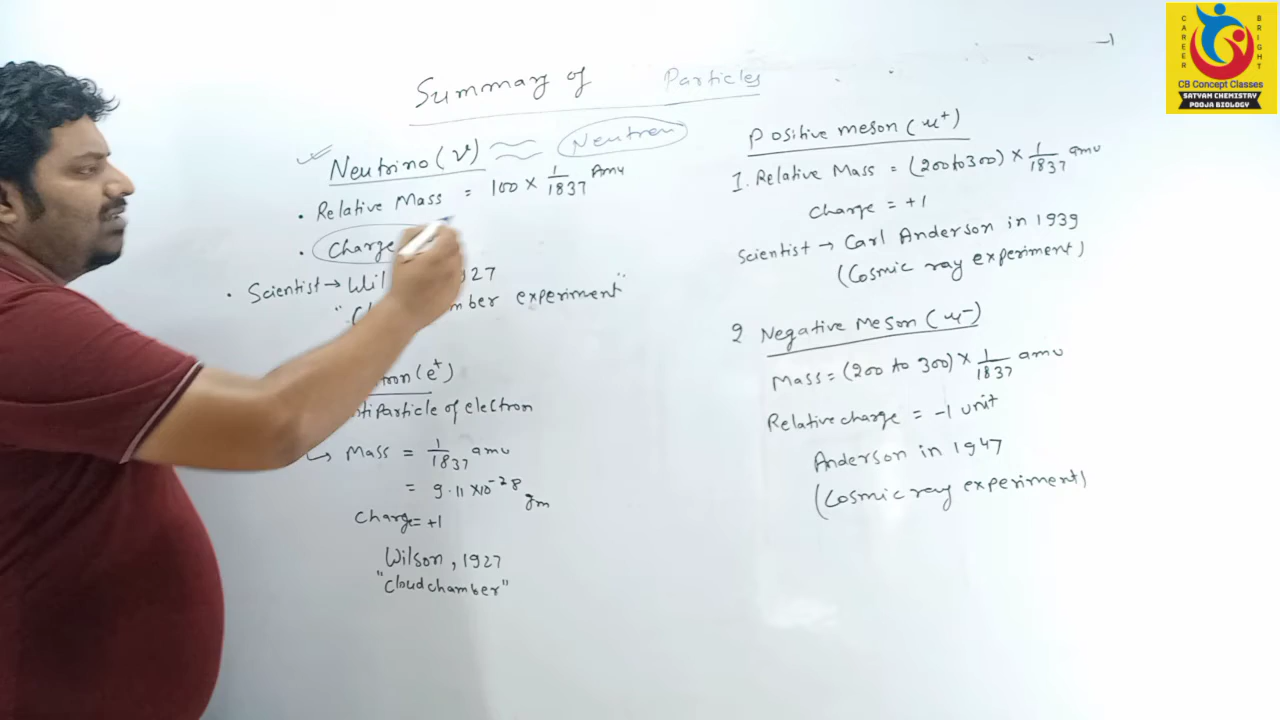 Summary of Particles
Neutrino (ν) ≈ Neutron
. Relative Mass = 100 × 1/1837 Amu
. Charge
. Scientist → Wil 27
" mber experiment"
tron (e⁺)
ntiparticle of electron
↳ Mass = 1/1837 amu
= 9.11 × 10⁻²⁸ gm
Charge = +1
Wilson, 1927
"Cloud chamber"
Positive meson (μ⁺)
1. Relative Mass = (200 to 300) × 1/1837 amu
Charge = +1
Scientist → Carl Anderson in 1939
(Cosmic ray experiment)
2 Negative Meson (μ⁻)
Mass = (200 to 300) × 1/1837 amu
Relative charge = -1 unit
Anderson in 1947
(Cosmic ray experiment)
CAREER
BRIGHT
CB Concept Classes
SATYAM CHEMISTRY
POOJA BIOLOGY